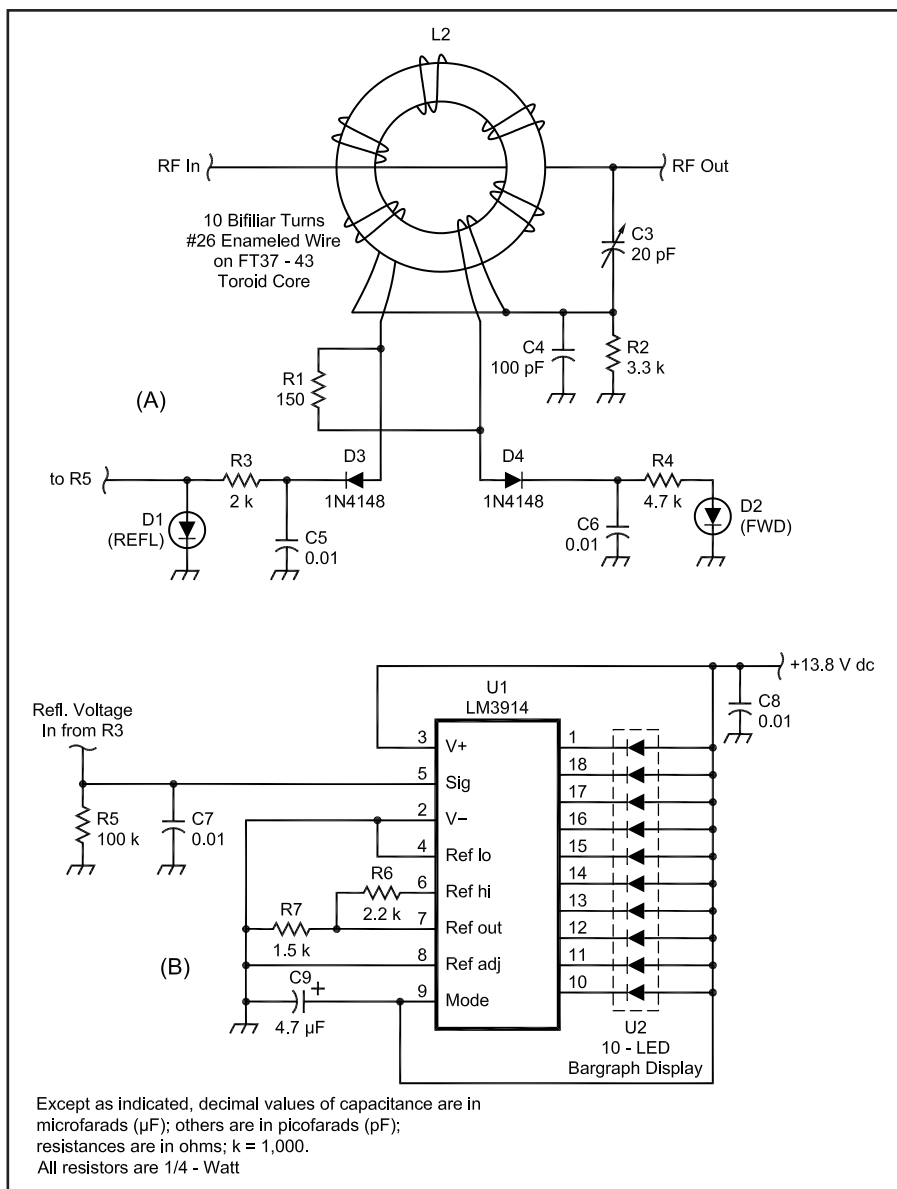 L2
RF In
RF Out
10 Bifiliar Turns
#26 Enameled Wire
on FT37 - 43
Toroid Core
C3
20 pF
C4
100 pF
R2
3.3 k
R1
150
(A)
to R5
R3
2 k
D3
1N4148
D4
1N4148
R4
4.7 k
D1
(REFL)
C5
0.01
C6
0.01
D2
(FWD)
+13.8 V dc
C8
0.01
U1
LM3914
Refl. Voltage
In from R3
3 V+ 1
5 Sig 18
17
2 V– 16
4 Ref lo 15
6 Ref hi 14
13
7 Ref out 12
8 Ref adj 11
9 Mode 10
R5
100 k
C7
0.01
R6
2.2 k
R7
1.5 k
(B)
C9
+
4.7 µF
U2
10 - LED
Bargraph Display
Except as indicated, decimal values of capacitance are in
microfarads (µF); others are in picofarads (pF);
resistances are in ohms; k = 1,000.
All resistors are 1/4 - Watt